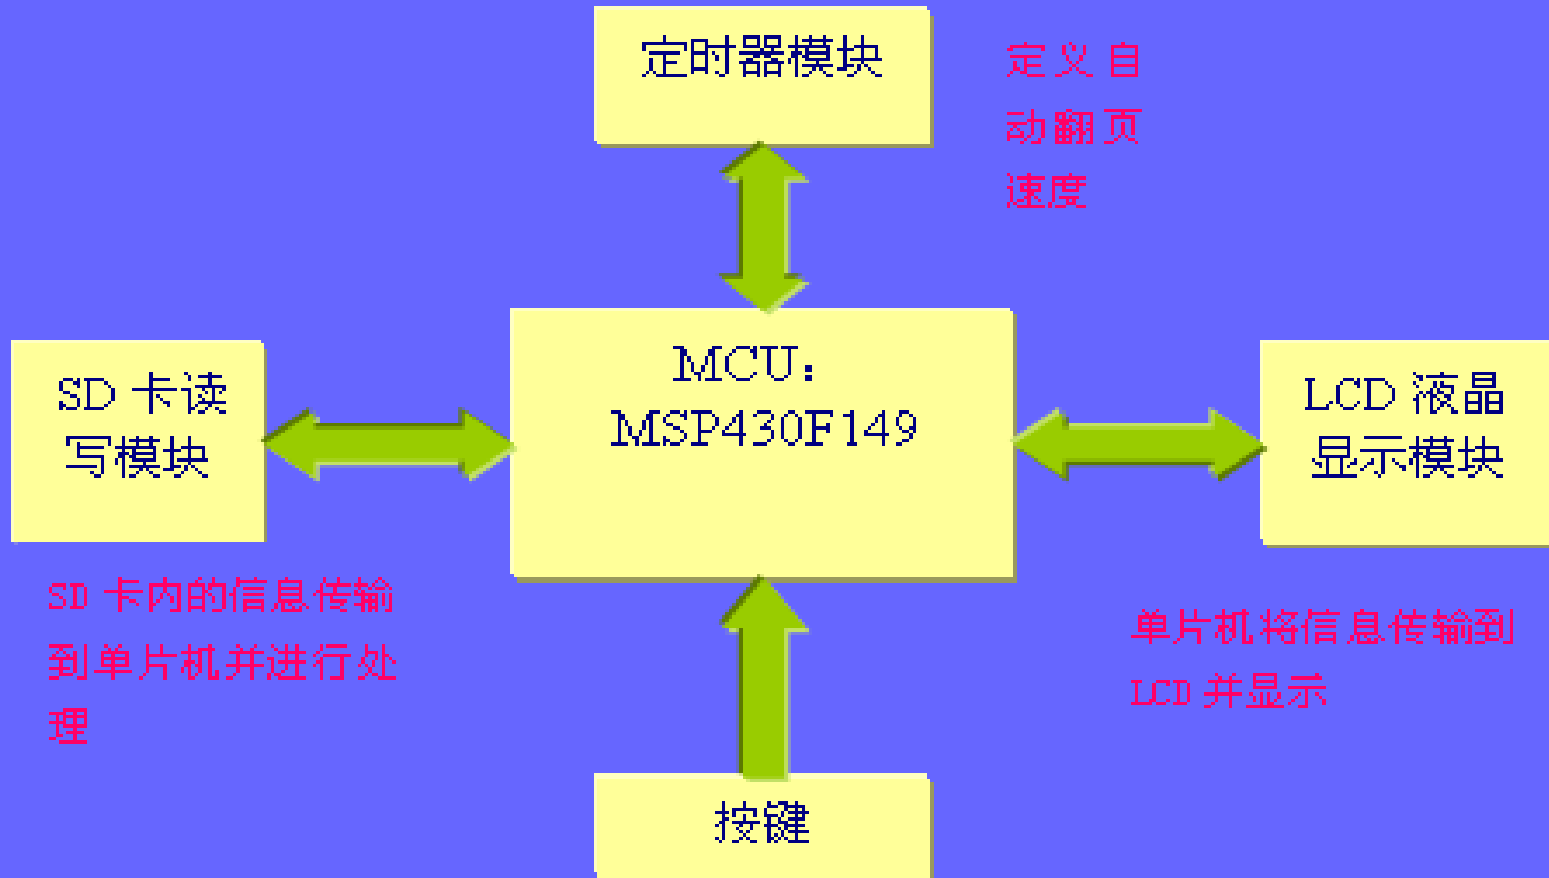 定时器模块
定义自
动翻页
速度
MCU：
MSP430F149
SD 卡读
写模块
LCD 液晶
显示模块
SD 卡内的信息传输
到单片机并进行处
理
单片机将信息传输到
LCD 并显示
按键